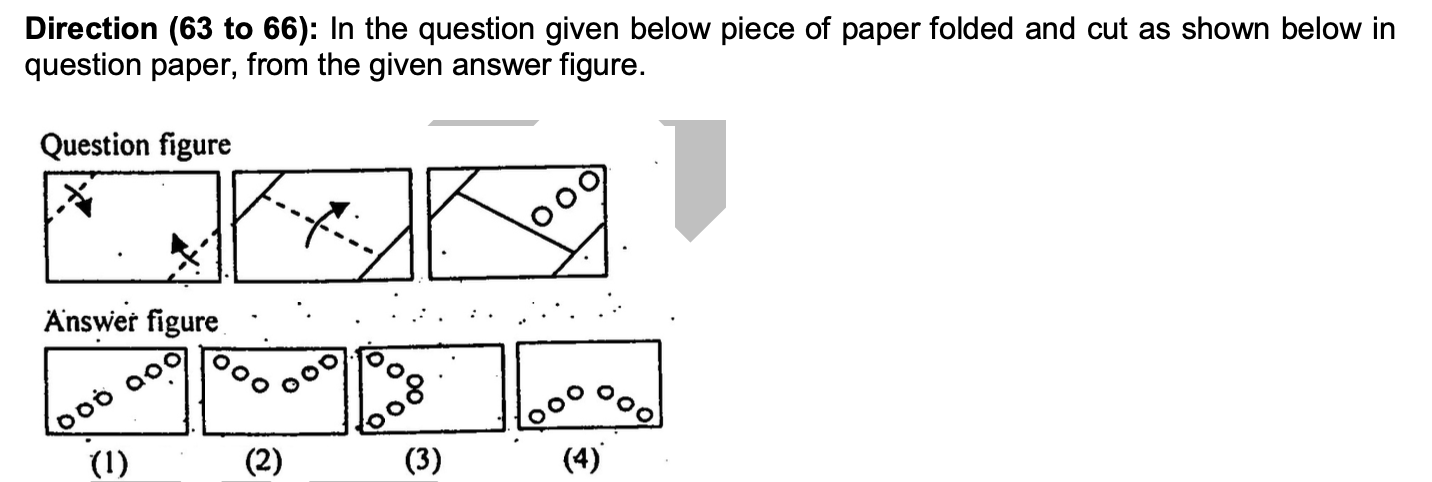 Direction (63 to 66): In the question given below piece of paper folded and cut as shown below in
question paper, from the given answer figure.
Question figure
Answer figure
(1) (2) (3) (4)